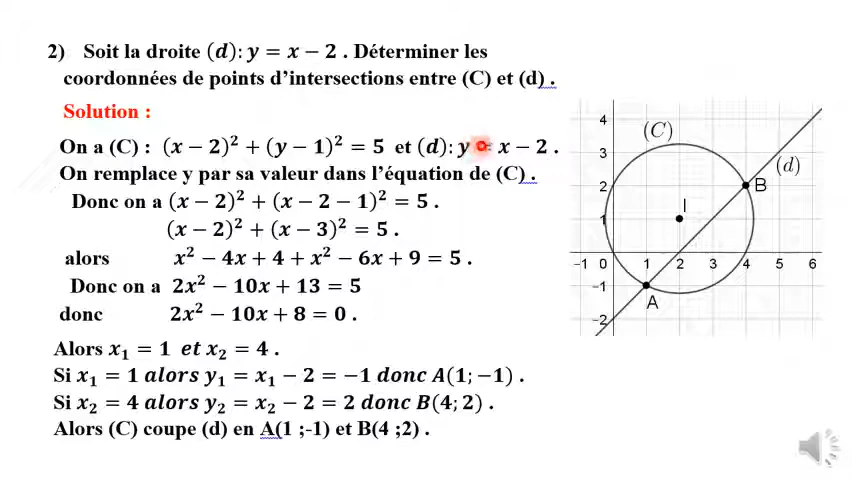 2) Soit la droite (d): y = x − 2 . Déterminer les
coordonnées de points d'intersections entre (C) et (d) .
Solution :
On a (C) : (x − 2)² + (y − 1)² = 5 et (d): y = x − 2 .
On remplace y par sa valeur dans l'équation de (C) .
Donc on a (x − 2)² + (x − 2 − 1)² = 5 .
(x − 2)² + (x − 3)² = 5 .
alors x² − 4x + 4 + x² − 6x + 9 = 5 .
Donc on a 2x² − 10x + 13 = 5
donc 2x² − 10x + 8 = 0 .
Alors x₁ = 1 et x₂ = 4 .
Si x₁ = 1 alors y₁ = x₁ − 2 = −1 donc A(1; −1) .
Si x₂ = 4 alors y₂ = x₂ − 2 = 2 donc B(4; 2) .
Alors (C) coupe (d) en A(1 ;-1) et B(4 ;2) .
4
(C)
3
(d)
2
B
I
1
−1 0 1 2 3 4 5 6
−1
A
−2